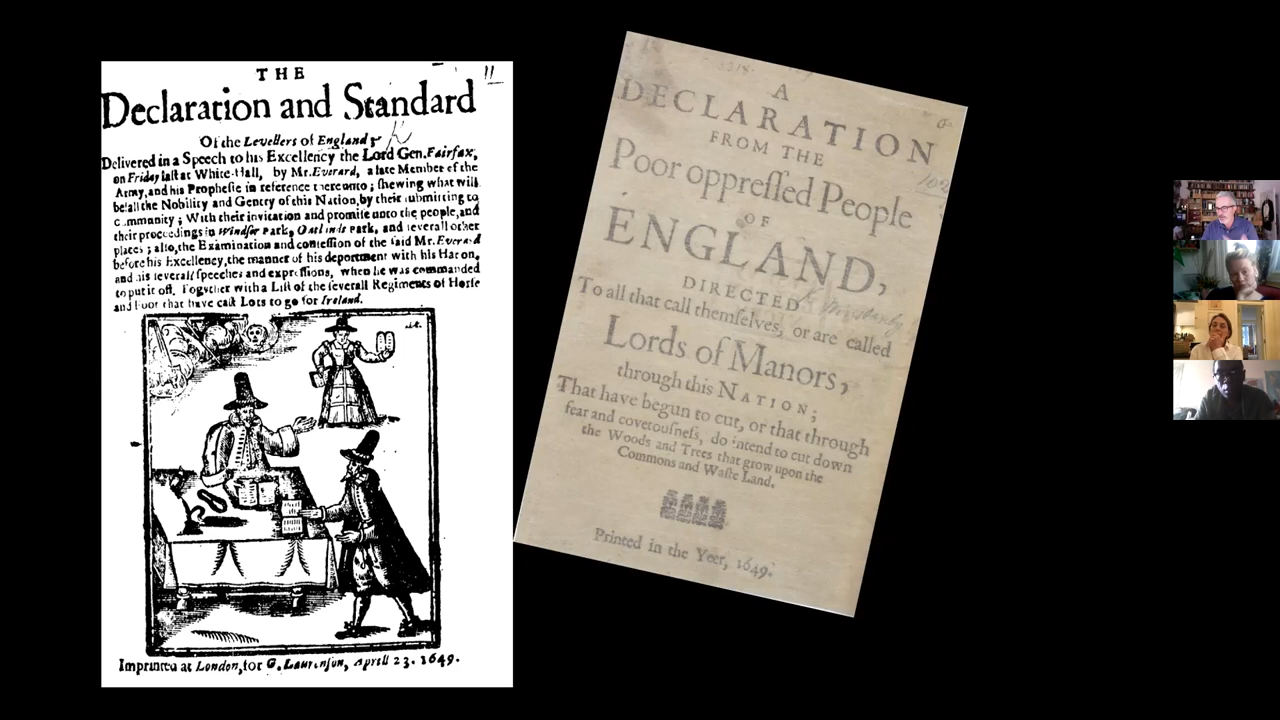 THE
Declaration and Standard
Of the Levellers of England;
Delivered in a Speech to his Excellency the Lord Gen. Fairfax,
on Friday last at White-Hall, by Mr. Everard, a late Member of the
Army, and his Prophesie in reference thereunto; shewing what will
befall the Nobility and Gentry of this Nation, by their submitting to
community; With their invitation and promise unto the people, and
their proceedings in Windsor Park, Oatlands Park, and severall other
places; also, the Examination and confession of the said Mr. Everard
before his Excellency, the manner of his deportment with his Hat on,
and his severall speeches and expressions, when he was commanded
to put it off. Together with a List of the severall Regiments of Horse
and Foot that have cast Lots to go for Ireland.
Imprinted at London, for G. Laurenson, Aprill 23. 1649.
A
DECLARATION
FROM THE
Poor oppreſſed People
OF
ENGLAND,
DIRECTED
To all that call themſelves, or are called
Lords of Manors,
through this NATION;
That have begun to cut, or that through
fear and covetouſneſs, do intend to cut down
the Woods and Trees that grow upon the
Commons and Waſte Land.
Printed in the Yeer, 1649.